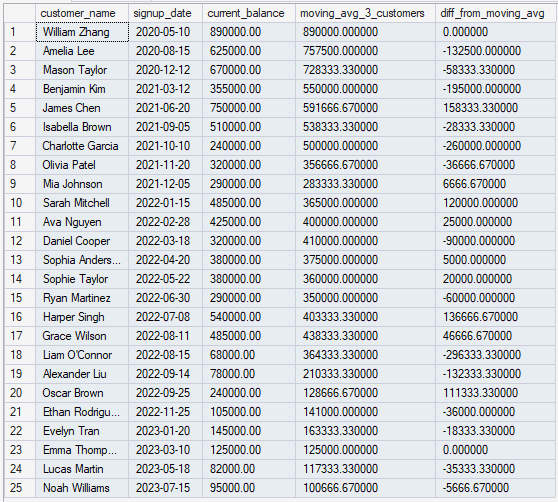 customer_name signup_date current_balance moving_avg_3_customers diff_from_moving_avg
1 William Zhang 2020-05-10 890000.00 890000.000000 0.000000
2 Amelia Lee 2020-08-15 625000.00 757500.000000 -132500.000000
3 Mason Taylor 2020-12-12 670000.00 728333.330000 -58333.330000
4 Benjamin Kim 2021-03-12 355000.00 550000.000000 -195000.000000
5 James Chen 2021-06-20 750000.00 591666.670000 158333.330000
6 Isabella Brown 2021-09-05 510000.00 538333.330000 -28333.330000
7 Charlotte Garcia 2021-10-10 240000.00 500000.000000 -260000.000000
8 Olivia Patel 2021-11-20 320000.00 356666.670000 -36666.670000
9 Mia Johnson 2021-12-05 290000.00 283333.330000 6666.670000
10 Sarah Mitchell 2022-01-15 485000.00 365000.000000 120000.000000
11 Ava Nguyen 2022-02-28 425000.00 400000.000000 25000.000000
12 Daniel Cooper 2022-03-18 320000.00 410000.000000 -90000.000000
13 Sophia Anders... 2022-04-20 380000.00 375000.000000 5000.000000
14 Sophie Taylor 2022-05-22 380000.00 360000.000000 20000.000000
15 Ryan Martinez 2022-06-30 290000.00 350000.000000 -60000.000000
16 Harper Singh 2022-07-08 540000.00 403333.330000 136666.670000
17 Grace Wilson 2022-08-11 485000.00 438333.330000 46666.670000
18 Liam O'Connor 2022-08-15 68000.00 364333.330000 -296333.330000
19 Alexander Liu 2022-09-14 78000.00 210333.330000 -132333.330000
20 Oscar Brown 2022-09-25 240000.00 128666.670000 111333.330000
21 Ethan Rodrigu... 2022-11-25 105000.00 141000.000000 -36000.000000
22 Evelyn Tran 2023-01-20 145000.00 163333.330000 -18333.330000
23 Emma Thomp... 2023-03-10 125000.00 125000.000000 0.000000
24 Lucas Martin 2023-05-18 82000.00 117333.330000 -35333.330000
25 Noah Williams 2023-07-15 95000.00 100666.670000 -5666.670000